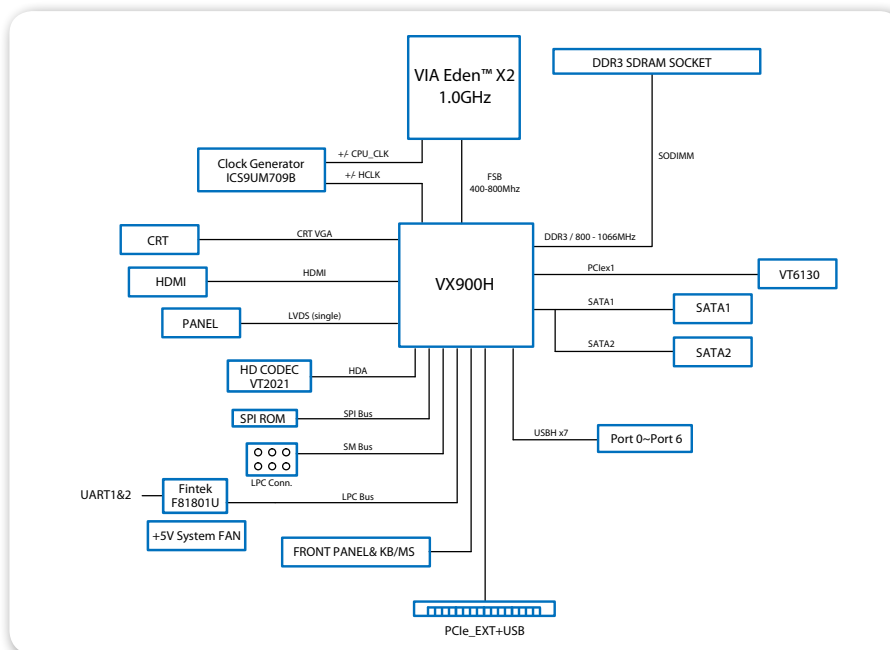 VIA Eden™ X2
1.0GHz
DDR3 SDRAM SOCKET
Clock Generator
ICS9UM709B
+/- CPU_CLK
+/- HCLK
FSB
400-800Mhz
SODIMM
CRT
CRT VGA
DDR3 / 800 - 1066MHz
HDMI
HDMI
VX900H
PCIex1
VT6130
PANEL
LVDS (single)
SATA1
SATA1
SATA2
SATA2
HD CODEC
VT2021
HDA
SPI ROM
SPI Bus
USBH x7
Port 0~Port 6
SM Bus
LPC Conn.
UART1&2
Fintek
F81801U
LPC Bus
+5V System FAN
FRONT PANEL& KB/MS
PCIe_EXT+USB